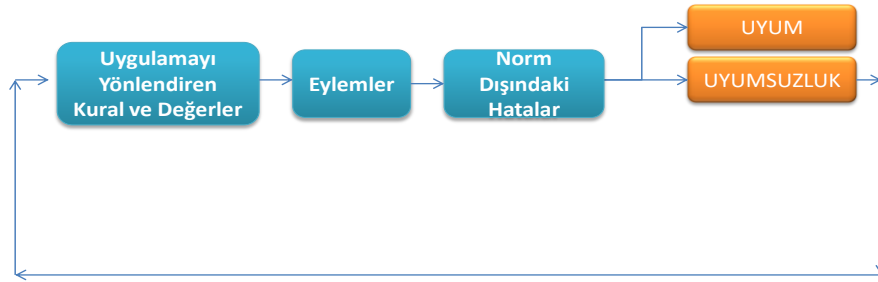 Uygulamayı
Yönlendiren
Kural ve Değerler
Eylemler
Norm
Dışındaki
Hatalar
UYUM
UYUMSUZLUK